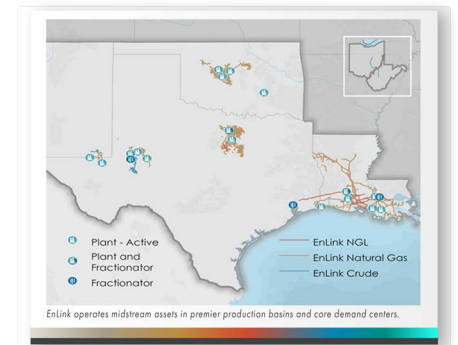 Plant - Active
Plant and
Fractionator
Fractionator
EnLink NGL
EnLink Natural Gas
EnLink Crude
EnLink operates midstream assets in premier production basins and core demand centers.